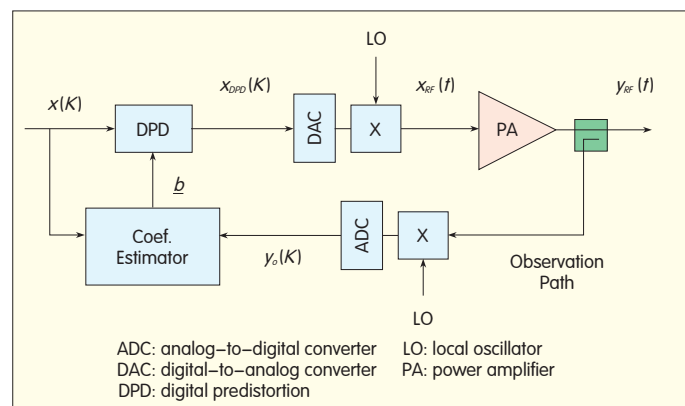 LO
x(K)
x_DPD(K)
x_RF(t)
y_RF(t)
DPD
DAC
X
PA
b
Coef.
Estimator
y_o(K)
ADC
X
Observation
Path
LO
ADC: analog–to–digital converter
LO: local oscillator
DAC: digital–to–analog converter
PA: power amplifier
DPD: digital predistortion